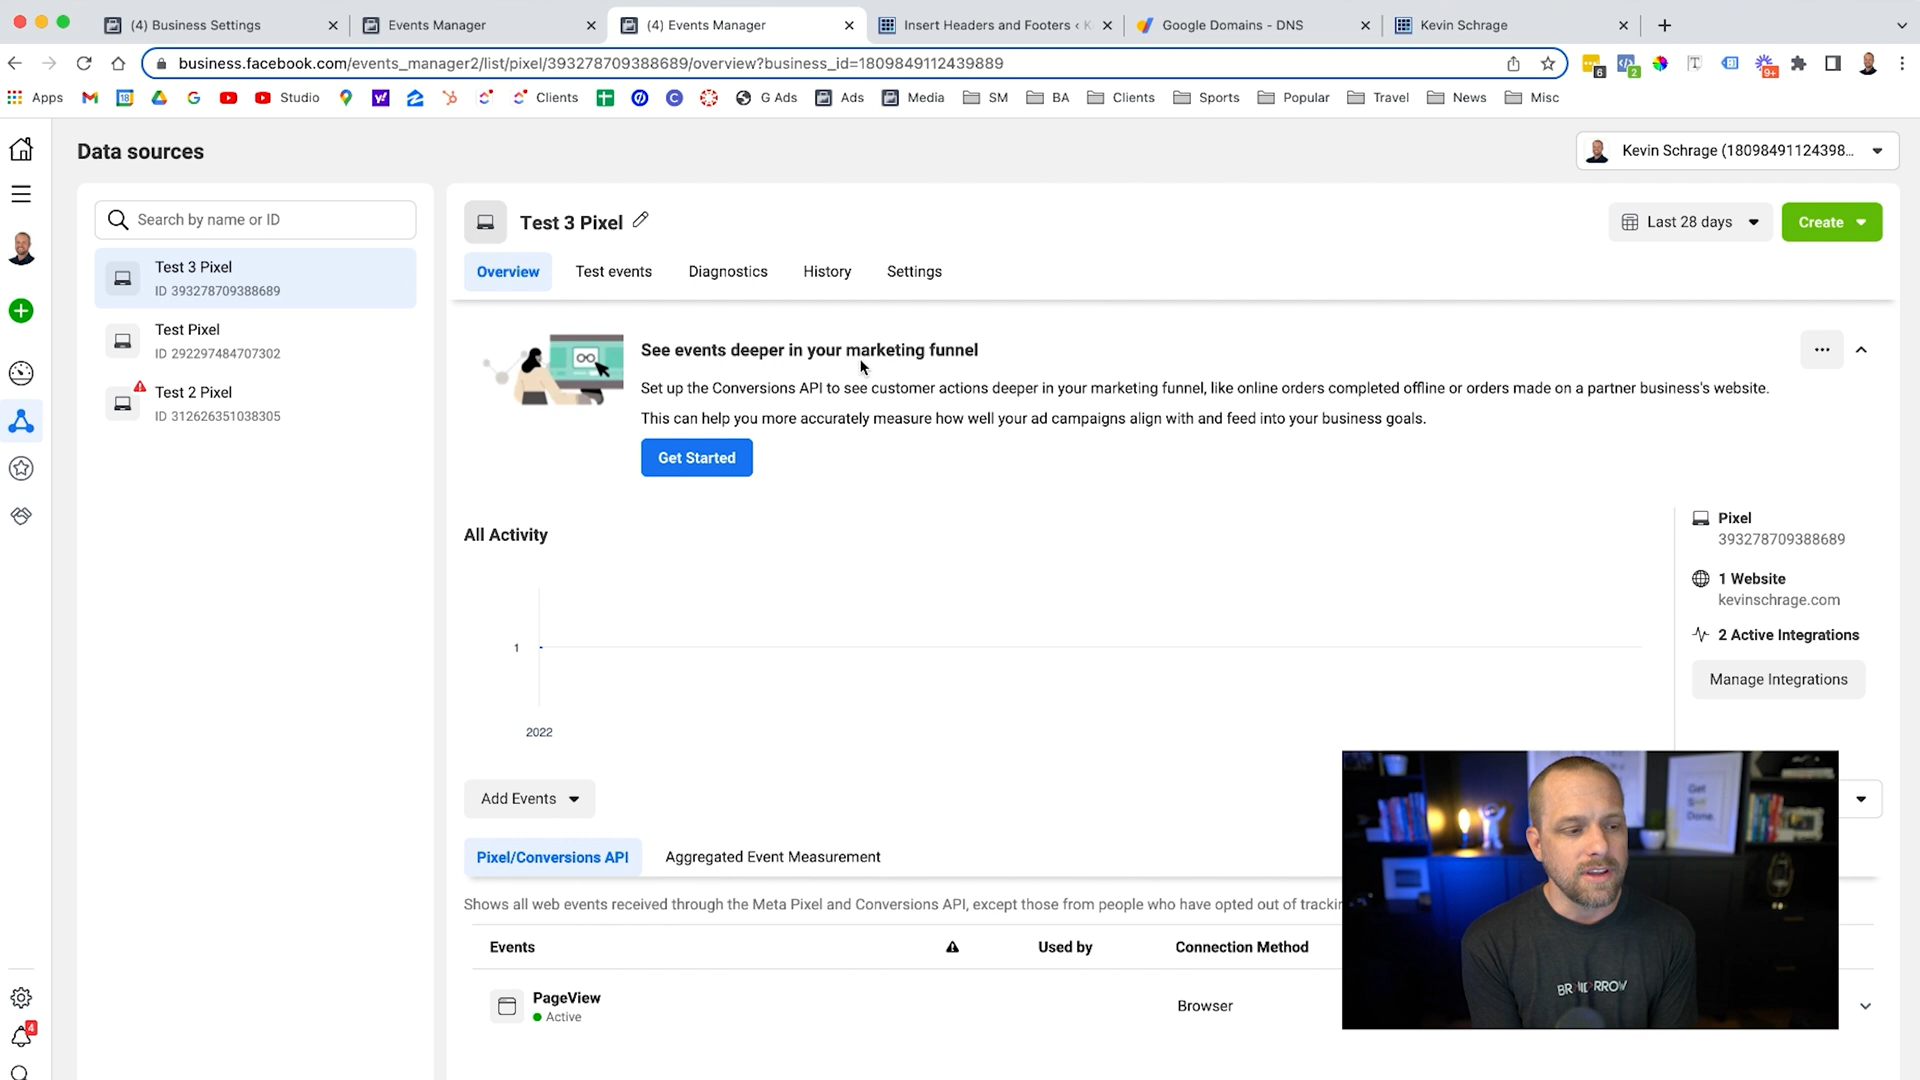 (4) Business Settings
Events Manager
(4) Events Manager
Insert Headers and Footers ‹ K
Google Domains - DNS
Kevin Schrage
business.facebook.com/events_manager2/list/pixel/393278709388689/overview?business_id=1809849112439889
6
2
9+
Apps
Studio
Clients
G Ads
Ads
Media
SM
BA
Clients
Sports
Popular
Travel
News
Misc
Data sources
Kevin Schrage (18098491124398...
Search by name or ID
Test 3 Pixel
ID 393278709388689
Test Pixel
ID 292297484707302
Test 2 Pixel
ID 312626351038305
Test 3 Pixel
Last 28 days
Create
Overview
Test events
Diagnostics
History
Settings
See events deeper in your marketing funnel
Set up the Conversions API to see customer actions deeper in your marketing funnel, like online orders completed offline or orders made on a partner business's website.
This can help you more accurately measure how well your ad campaigns align with and feed into your business goals.
Get Started
All Activity
1
2022
Pixel
393278709388689
1 Website
kevinschrage.com
2 Active Integrations
Manage Integrations
Add Events
Pixel/Conversions API
Aggregated Event Measurement
Shows all web events received through the Meta Pixel and Conversions API, except those from people who have opted out of trackin
Events
Used by
Connection Method
PageView
Active
Browser
4
Get
Done.